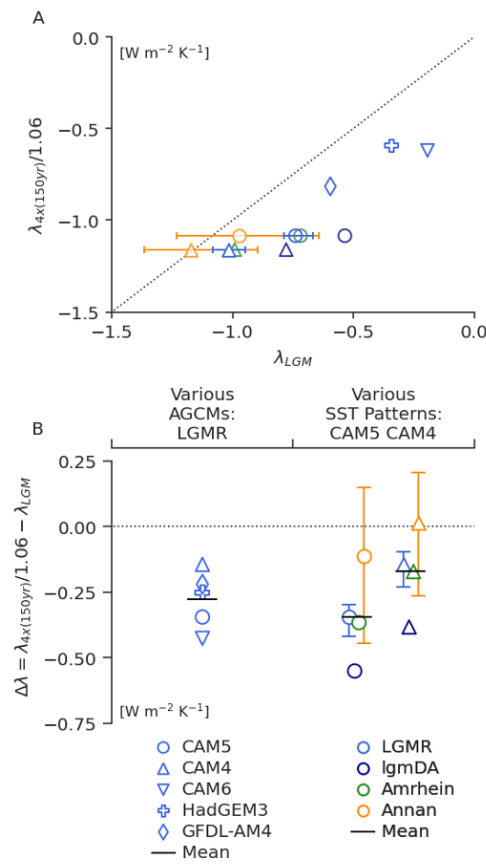 A
[W m⁻² K⁻¹]
0.0
−0.5
−1.0
−1.5
λ4x(150yr)/1.06
−1.5
−1.0
−0.5
0.0
λLGM
Various
AGCMs:
LGMR
Various
SST Patterns:
CAM5 CAM4
B
0.25
0.00
−0.25
−0.50
−0.75
Δλ = λ4x(150yr)/1.06 − λLGM
[W m⁻² K⁻¹]
CAM5
CAM4
CAM6
HadGEM3
GFDL-AM4
Mean
LGMR
lgmDA
Amrhein
Annan
Mean